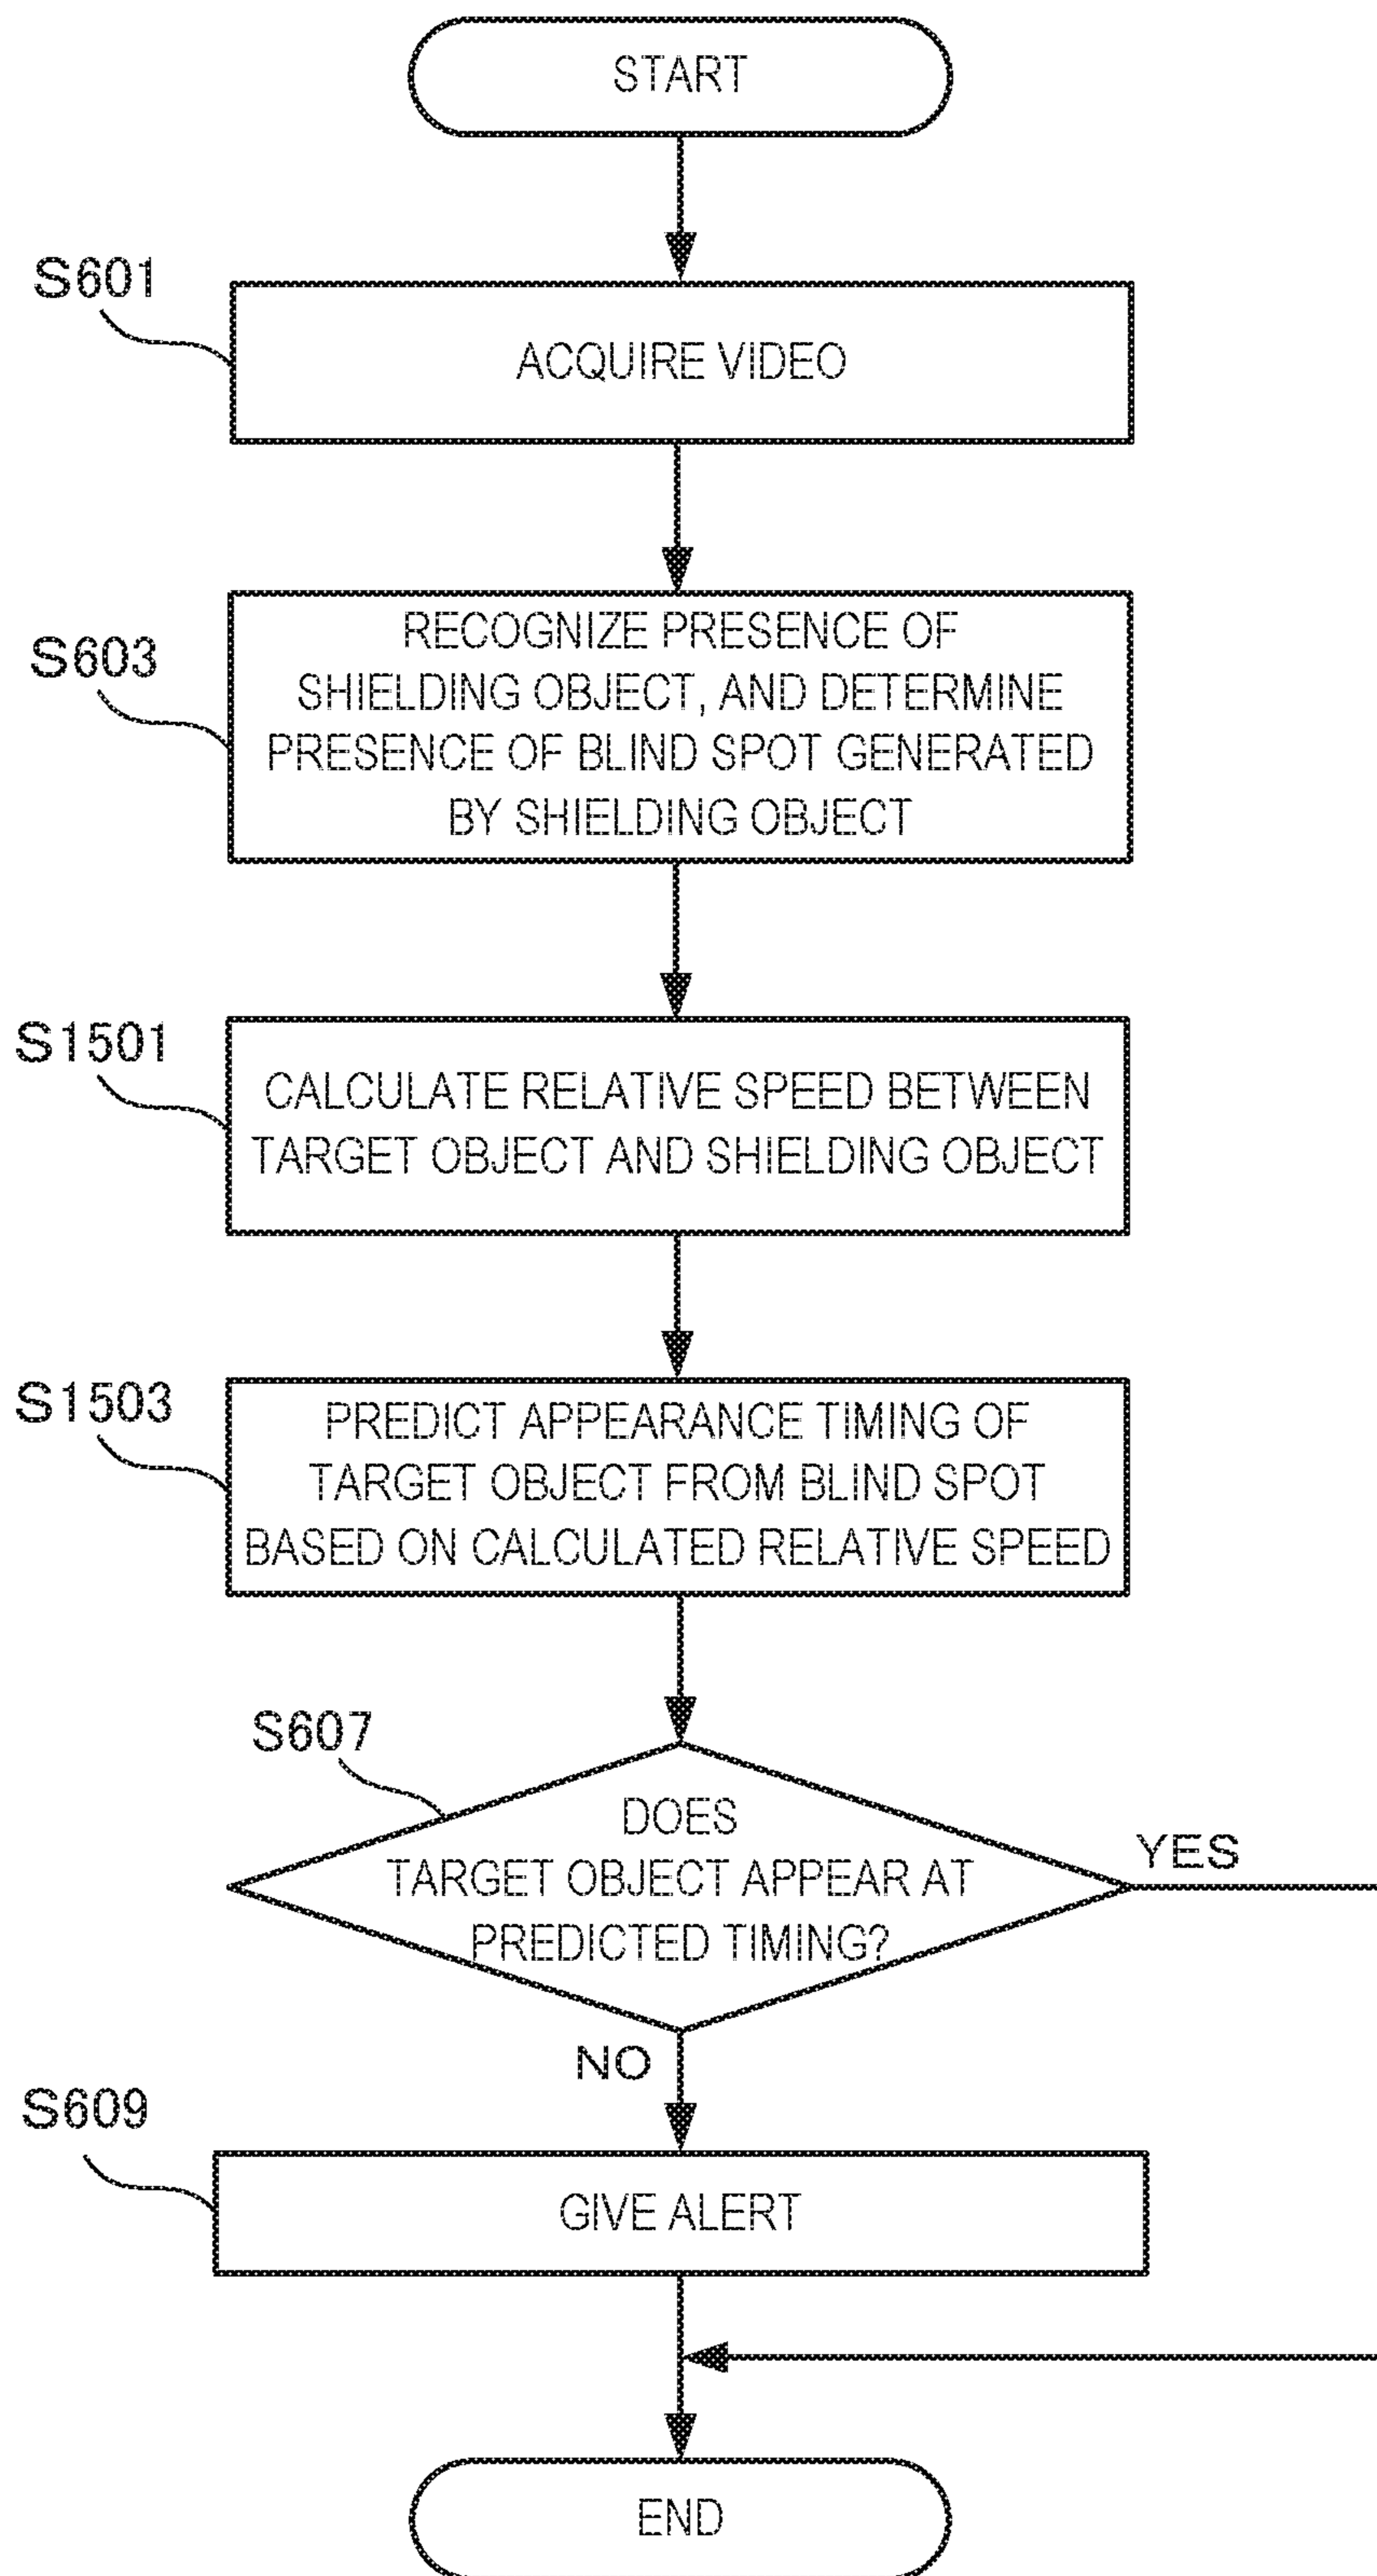 START
S601
ACQUIRE VIDEO
S603
RECOGNIZE PRESENCE OF
SHIELDING OBJECT, AND DETERMINE
PRESENCE OF BLIND SPOT GENERATED
BY SHIELDING OBJECT
S1501
CALCULATE RELATIVE SPEED BETWEEN
TARGET OBJECT AND SHIELDING OBJECT
S1503
PREDICT APPEARANCE TIMING OF
TARGET OBJECT FROM BLIND SPOT
BASED ON CALCULATED RELATIVE SPEED
S607
DOES
TARGET OBJECT APPEAR AT
PREDICTED TIMING?
YES
NO
S609
GIVE ALERT
END